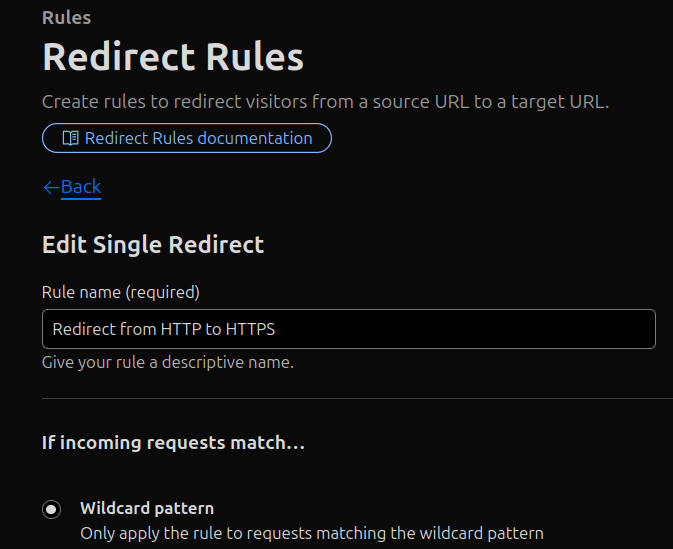 Rules
Redirect Rules
Create rules to redirect visitors from a source URL to a target URL.
Redirect Rules documentation
Back
Edit Single Redirect
Rule name (required)
Redirect from HTTP to HTTPS
Give your rule a descriptive name.
If incoming requests match…
Wildcard pattern
Only apply the rule to requests matching the wildcard pattern